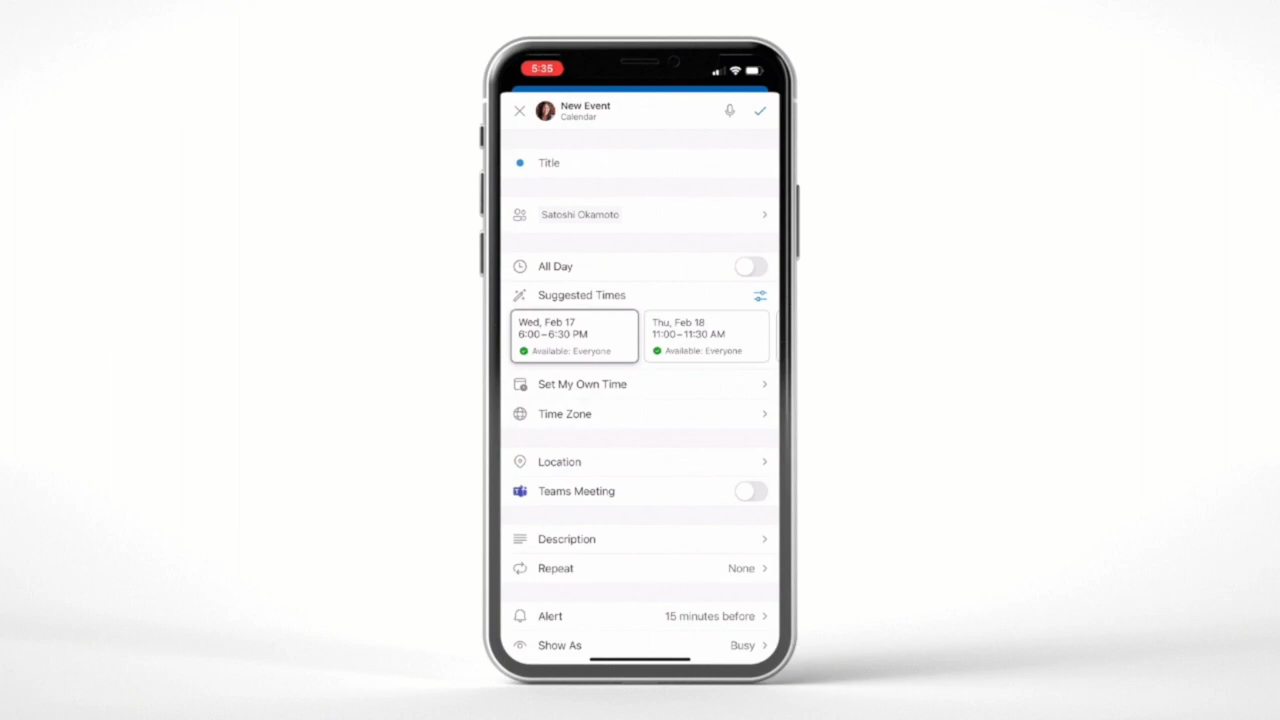 5:35
New Event
Calendar
Title
Satoshi Okamoto
All Day
Suggested Times
Wed, Feb 17
6:00–6:30 PM
Available: Everyone
Thu, Feb 18
11:00–11:30 AM
Available: Everyone
Set My Own Time
Time Zone
Location
Teams Meeting
Description
Repeat None
Alert 15 minutes before
Show As Busy